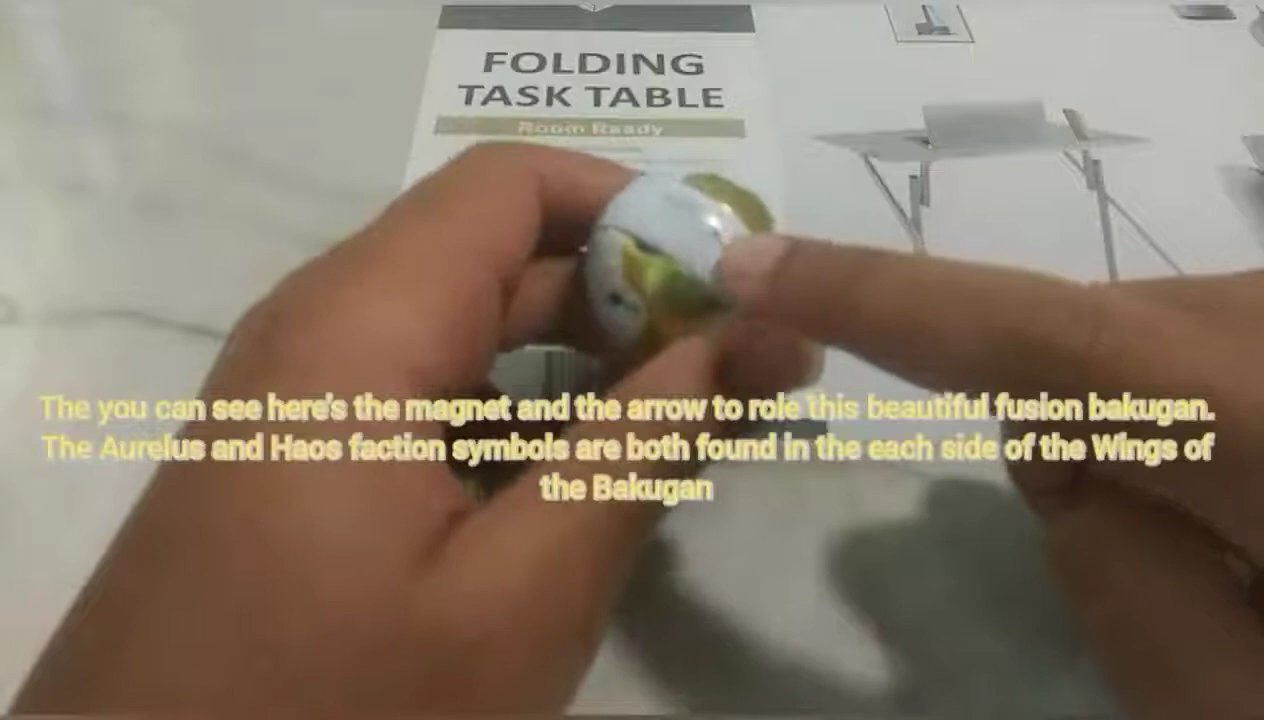 FOLDING
TASK TABLE
Room Ready
The you can see here's the magnet and the arrow to role this beautiful fusion bakugan.
The Aurelus and Haos faction symbols are both found in the each side of the Wings of
the Bakugan